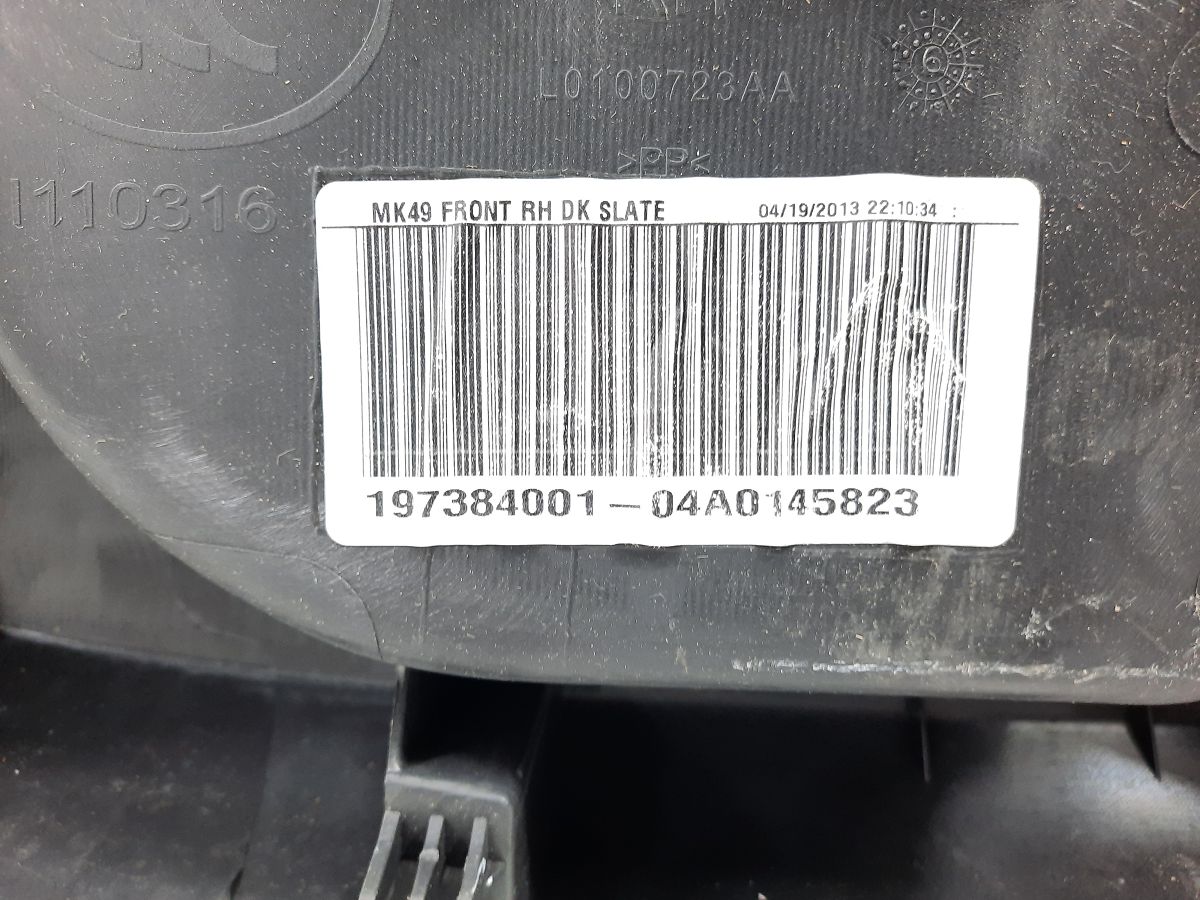 L0100723AA
>PP<
1110316
MK49 FRONT RH DK SLATE 04/19/2013 22:10:34
197384001-04A0145823